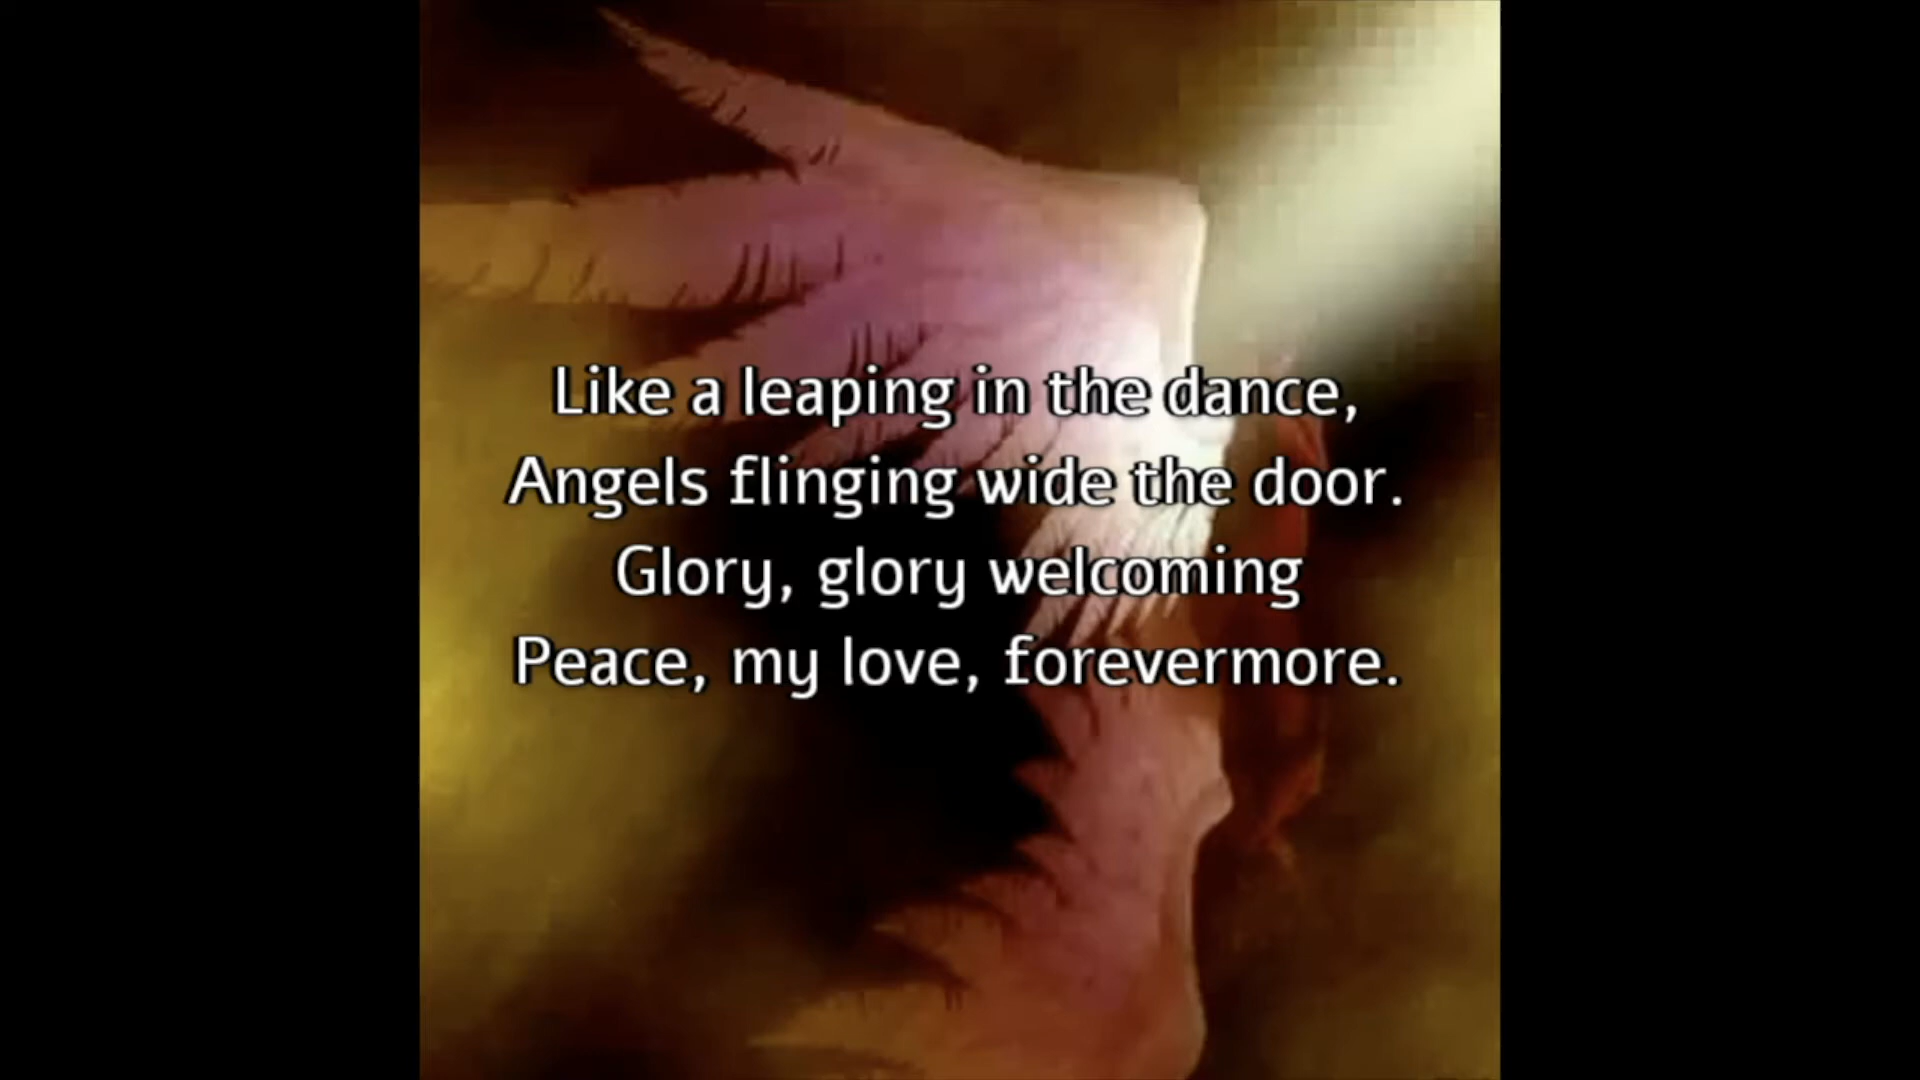 Like a leaping in the dance,
Angels flinging wide the door.
Glory, glory welcoming
Peace, my love, forevermore.